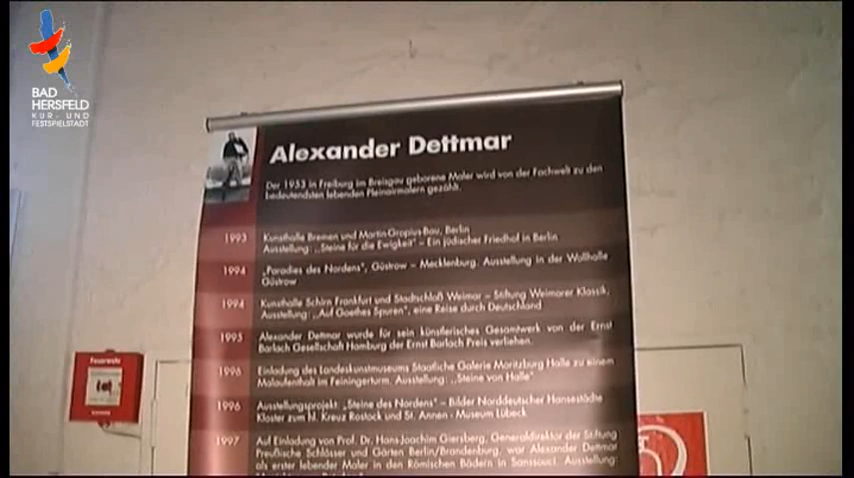 BAD
HERSFELD
KUR- UND
FESTSPIELSTADT
Alexander Dettmar
Der 1953 in Freiburg im Breisgau geborene Maler wird von der Fachwelt zu den
bedeutendsten lebenden Pleinairmalern gezählt.
1993 Kunsthalle Bremen und Martin-Gropius-Bau, Berlin
Ausstellung: „Steine für die Ewigkeit" – Ein jüdischer Friedhof in Berlin
1994 „Paradies des Nordens", Güstrow – Mecklenburg. Ausstellung in der Wollhalle
Güstrow
1994 Kunsthalle Schirn Frankfurt und Stadtschloß Weimar – Stiftung Weimarer Klassik,
Ausstellung: „Auf Goethes Spuren", eine Reise durch Deutschland
1995 Alexander Dettmar wurde für sein künstlerisches Gesamtwerk von der Ernst
Barlach Gesellschaft Hamburg der Ernst Barlach Preis verliehen.
1996 Einladung des Landeskunstmuseums Staatliche Galerie Moritzburg Halle zu einem
Malaufenthalt im Feiningerturm. Ausstellung: „Steine von Halle"
1996 Ausstellungsprojekt: „Steine des Nordens" – Bilder Norddeutscher Hansestädte
Kloster zum hl. Kreuz Rostock und St. Annen - Museum Lübeck
1997 Auf Einladung von Prof. Dr. Hans-Joachim Giersberg, Generaldirektor der Stiftung
Preußische Schlösser und Gärten Berlin/Brandenburg, war Alexander Dettmar
als erster lebender Maler in den Römischen Bädern in Sanssouci. Ausstellung:
Feuerwehr